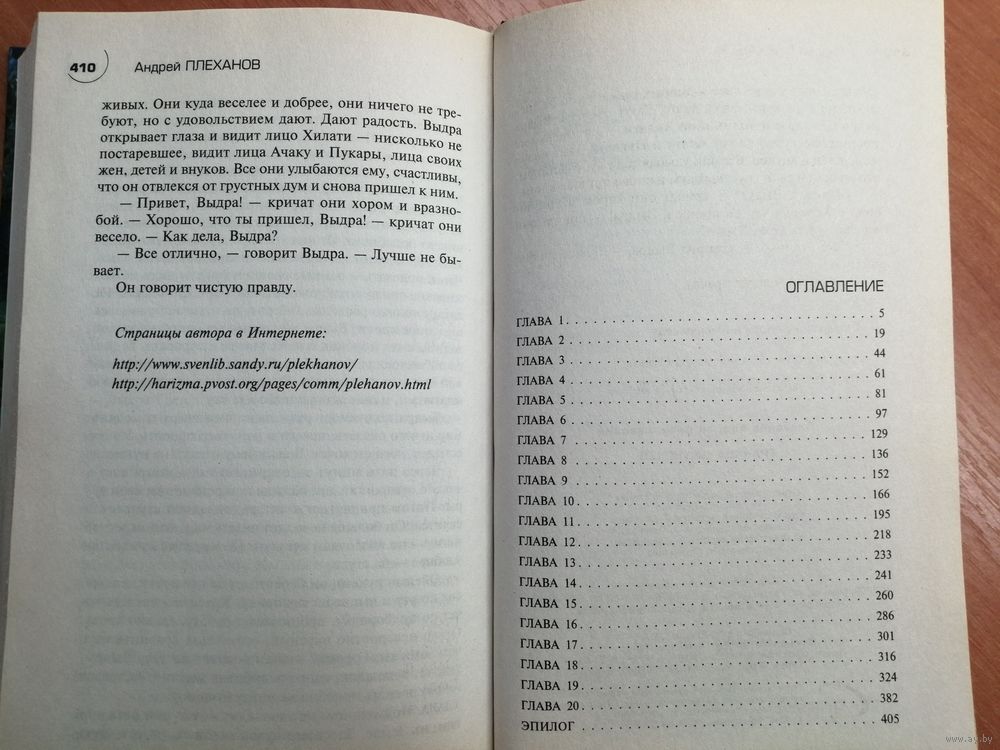 410 Андрей ПЛЕХАНОВ
живых. Они куда веселее и добрее, они ничего не тре-
буют, но с удовольствием дают. Дают радость. Выдра
открывает глаза и видит лицо Хилати — нисколько не
постаревшее, видит лица Ачаку и Пукары, лица своих
жен, детей и внуков. Все они улыбаются ему, счастливы,
что он отвлекся от грустных дум и снова пришел к ним.
— Привет, Выдра! — кричат они хором и вразно-
бой. — Хорошо, что ты пришел, Выдра! — кричат они
весело. — Как дела, Выдра?
— Все отлично, — говорит Выдра. — Лучше не бы-
вает.
Он говорит чистую правду.
Страницы автора в Интернете:
http://www.svenlib.sandy.ru/plekhanov/
http://harizma.pvost.org/pages/comm/plehanov.html
ОГЛАВЛЕНИЕ
ГЛАВА 1 . . . . . . . . . . 5
ГЛАВА 2 . . . . . . . . . . 19
ГЛАВА 3 . . . . . . . . . . 44
ГЛАВА 4 . . . . . . . . . . 61
ГЛАВА 5 . . . . . . . . . . 81
ГЛАВА 6 . . . . . . . . . . 97
ГЛАВА 7 . . . . . . . . . . 129
ГЛАВА 8 . . . . . . . . . . 136
ГЛАВА 9 . . . . . . . . . . 152
ГЛАВА 10 . . . . . . . . . . 166
ГЛАВА 11 . . . . . . . . . . 195
ГЛАВА 12 . . . . . . . . . . 218
ГЛАВА 13 . . . . . . . . . . 233
ГЛАВА 14 . . . . . . . . . . 241
ГЛАВА 15 . . . . . . . . . . 260
ГЛАВА 16 . . . . . . . . . . 286
ГЛАВА 17 . . . . . . . . . . 301
ГЛАВА 18 . . . . . . . . . . 316
ГЛАВА 19 . . . . . . . . . . 324
ГЛАВА 20 . . . . . . . . . . 382
ЭПИЛОГ . . . . . . . . . . 405
www.ay.by